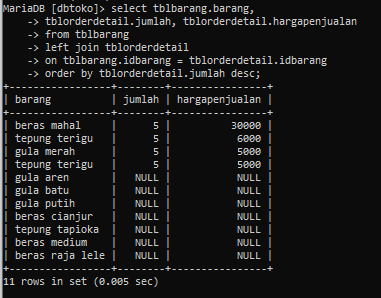 MariaDB [dbtoko]> select tblbarang.barang,
    -> tblorderdetail.jumlah, tblorderdetail.hargapenjualan
    -> from tblbarang
    -> left join tblorderdetail
    -> on tblbarang.idbarang = tblorderdetail.idbarang
    -> order by tblorderdetail.jumlah desc;
+----------------+--------+----------------+
| barang         | jumlah | hargapenjualan |
+----------------+--------+----------------+
| beras mahal    |      5 |          30000 |
| tepung terigu  |      5 |           6000 |
| gula merah     |      5 |           5000 |
| tepung terigu  |      5 |           5000 |
| gula aren      |   NULL |           NULL |
| gula batu      |   NULL |           NULL |
| gula putih     |   NULL |           NULL |
| beras cianjur  |   NULL |           NULL |
| tepung tapioka |   NULL |           NULL |
| beras medium   |   NULL |           NULL |
| beras raja lele |   NULL |           NULL |
+----------------+--------+----------------+
11 rows in set (0.005 sec)